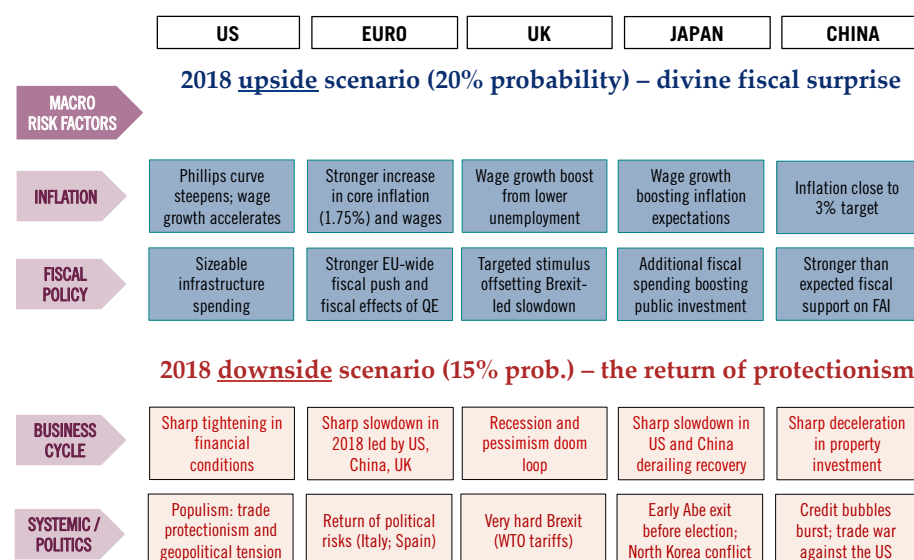 US
EURO
UK
JAPAN
CHINA
2018 upside scenario (20% probability) – divine fiscal surprise
MACRO
RISK FACTORS
INFLATION
Phillips curve
steepens; wage
growth accelerates
Stronger increase
in core inflation
(1.75%) and wages
Wage growth boost
from lower
unemployment
Wage growth
boosting inflation
expectations
Inflation close to
3% target
FISCAL
POLICY
Sizeable
infrastructure
spending
Stronger EU-wide
fiscal push and
fiscal effects of QE
Targeted stimulus
offsetting Brexit-
led slowdown
Additional fiscal
spending boosting
public investment
Stronger than
expected fiscal
support on FAI
2018 downside scenario (15% prob.) – the return of protectionism
BUSINESS
CYCLE
Sharp tightening in
financial
conditions
Sharp slowdown in
2018 led by US,
China, UK
Recession and
pessimism doom
loop
Sharp slowdown in
US and China
derailing recovery
Sharp deceleration
in property
investment
SYSTEMIC /
POLITICS
Populism: trade
protectionism and
geopolitical tension
Return of political
risks (Italy; Spain)
Very hard Brexit
(WTO tariffs)
Early Abe exit
before election;
North Korea conflict
Credit bubbles
burst; trade war
against the US